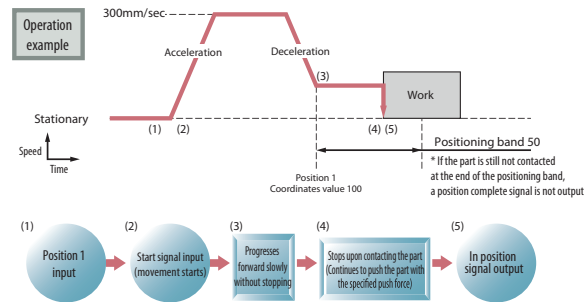 Operation
example
300mm/sec
Acceleration
Deceleration
(3)
Work
Stationary
(1) (2)
(4) (5)
Speed
Time
Positioning band 50
Position 1
Coordinates value 100
* If the part is still not contacted
at the end of the positioning band,
a position complete signal is not output
(1)
Position 1
input
(2)
Start signal input
(movement starts)
(3)
Progresses
forward slowly
without stopping
(4)
Stops upon contacting the part
(Continues to push the part with
the specified push force)
(5)
In position
signal output